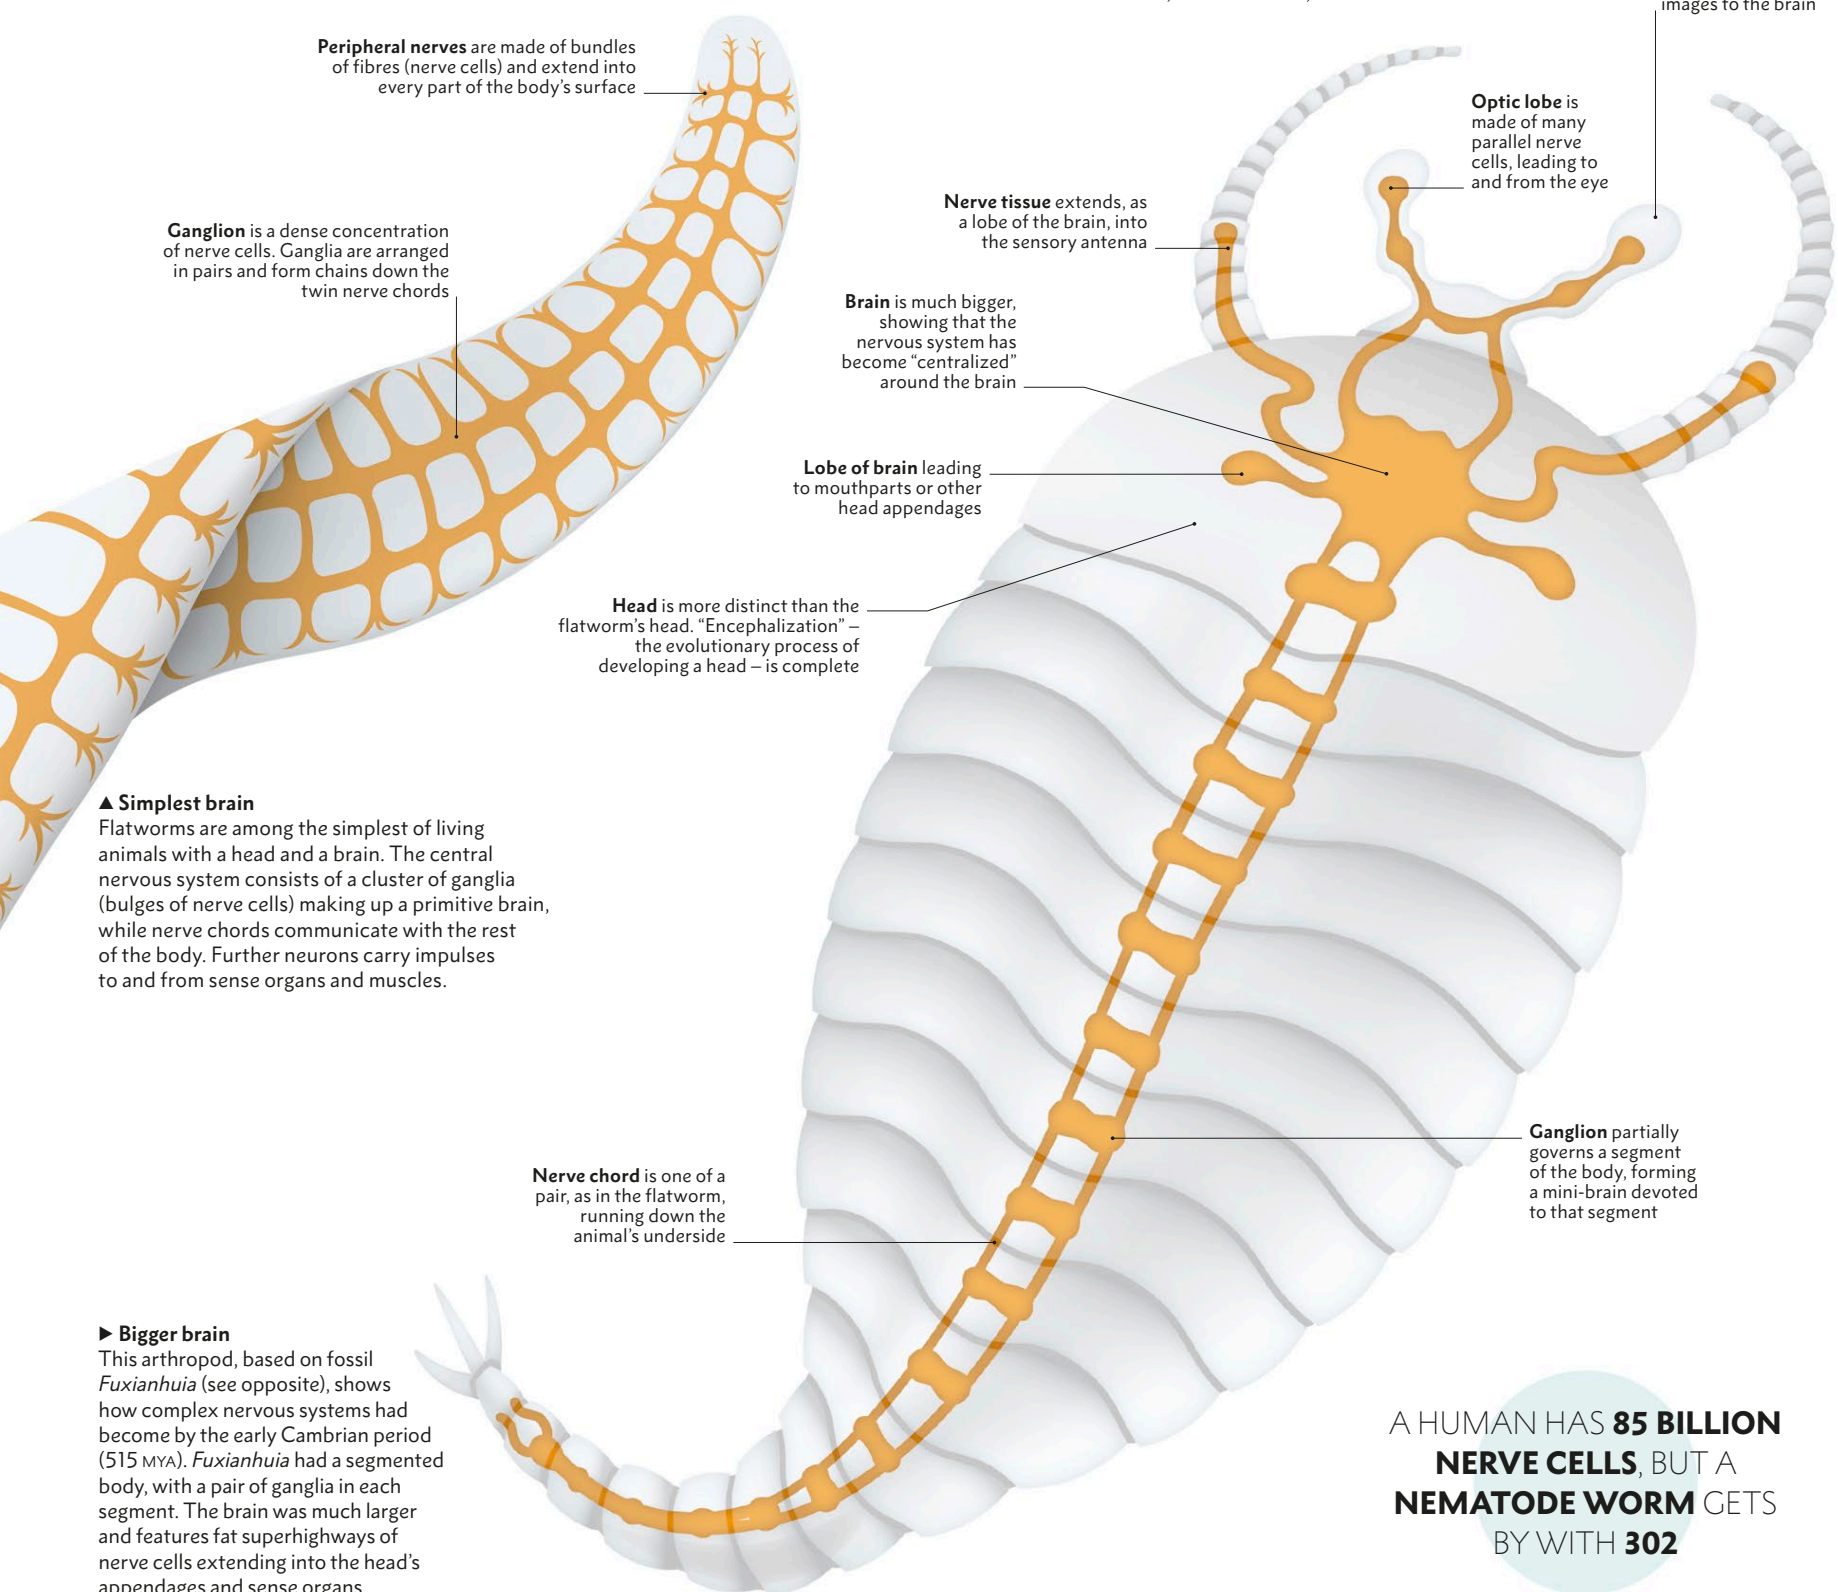 images to the brain
Peripheral nerves are made of bundles
of fibres (nerve cells) and extend into
every part of the body's surface
Optic lobe is
made of many
parallel nerve
cells, leading to
and from the eye
Nerve tissue extends, as
a lobe of the brain, into
the sensory antenna
Ganglion is a dense concentration
of nerve cells. Ganglia are arranged
in pairs and form chains down the
twin nerve chords
Brain is much bigger,
showing that the
nervous system has
become “centralized”
around the brain
Lobe of brain leading
to mouthparts or other
head appendages
Head is more distinct than the
flatworm's head. “Encephalization” –
the evolutionary process of
developing a head – is complete
▲ Simplest brain
Flatworms are among the simplest of living
animals with a head and a brain. The central
nervous system consists of a cluster of ganglia
(bulges of nerve cells) making up a primitive brain,
while nerve chords communicate with the rest
of the body. Further neurons carry impulses
to and from sense organs and muscles.
Ganglion partially
governs a segment
of the body, forming
a mini-brain devoted
to that segment
Nerve chord is one of a
pair, as in the flatworm,
running down the
animal's underside
▶ Bigger brain
This arthropod, based on fossil
Fuxianhuia (see opposite), shows
how complex nervous systems had
become by the early Cambrian period
(515 MYA). Fuxianhuia had a segmented
body, with a pair of ganglia in each
segment. The brain was much larger
and features fat superhighways of
nerve cells extending into the head's
appendages and sense organs
A HUMAN HAS 85 BILLION
NERVE CELLS, BUT A
NEMATODE WORM GETS
BY WITH 302